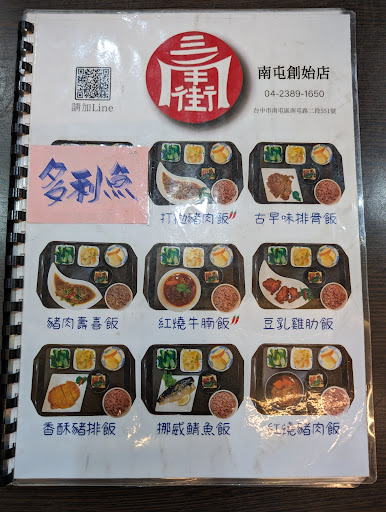 請加Line
三千街
南屯創始店
04-2389-1650
台中市南屯區南屯路二段551號
多利魚
打拋豬肉飯
古早味排骨飯
豬肉壽喜飯
紅燒牛腩飯
豆乳雞肋飯
香酥豬排飯
挪威鯖魚飯
紅燒豬肉飯